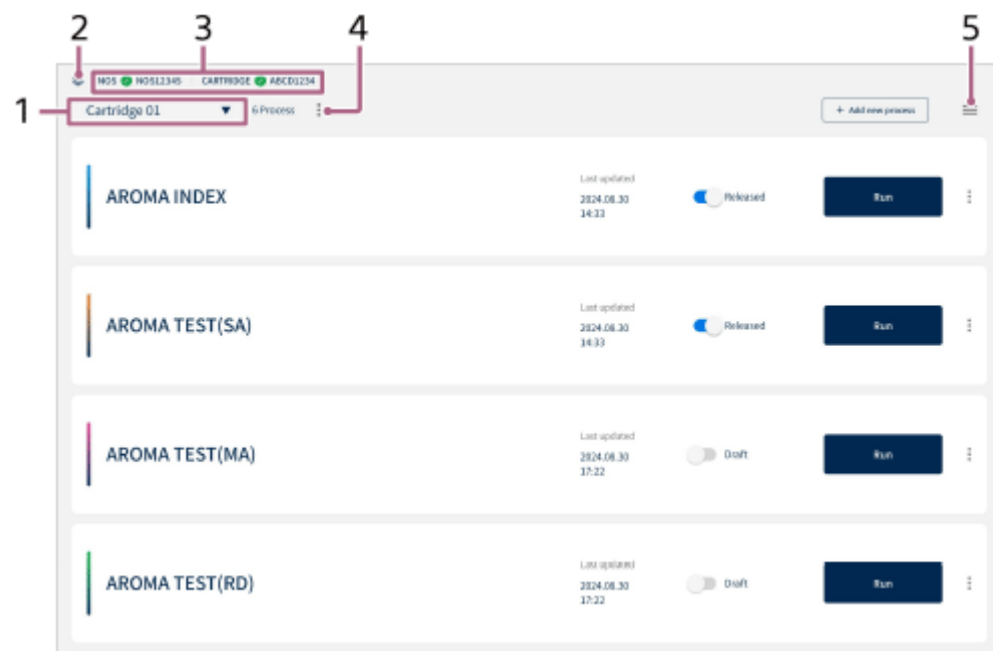 2 3 4 5
NOS NOS12345 CARTRIDGE ABCD1234
1 Cartridge 01 6 Process + Add new process
AROMA INDEX
Last updated
2024.08.30
14:33
Released
Run
AROMA TEST(SA)
Last updated
2024.08.30
14:33
Released
Run
AROMA TEST(MA)
Last updated
2024.08.30
17:22
Draft
Run
AROMA TEST(RD)
Last updated
2024.08.30
17:22
Draft
Run